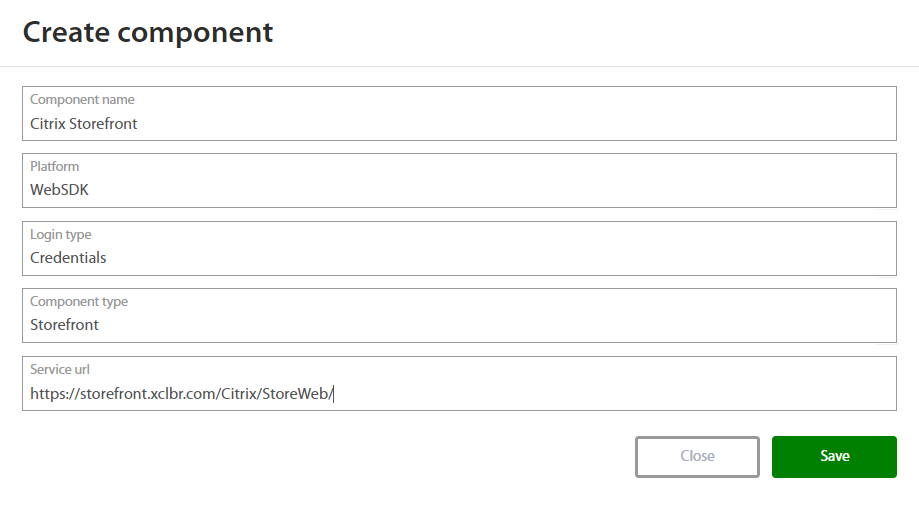 Create component
Component name
Citrix Storefront
Platform
WebSDK
Login type
Credentials
Component type
Storefront
Service url
https://storefront.xclbr.com/Citrix/StoreWeb/
Close
Save